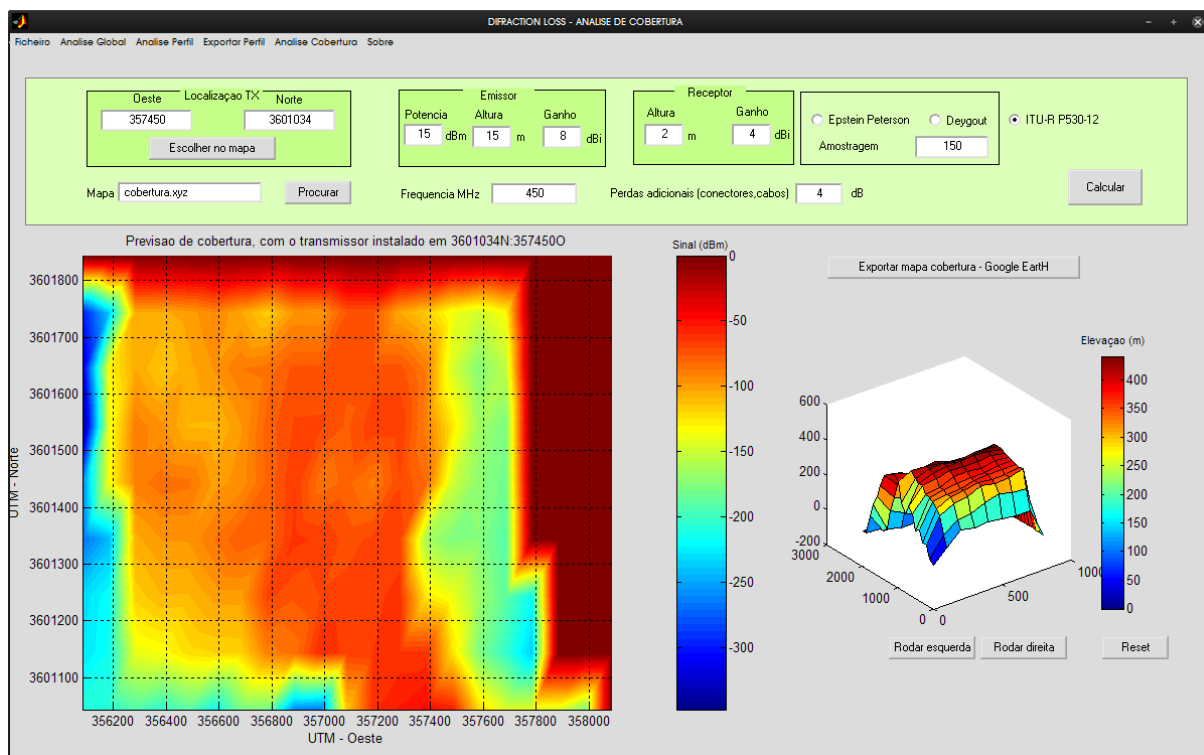 DIFRACTION LOSS - ANALISE DE COBERTURA
Ficheiro Analise Global Analise Perfil Exportar Perfil Analise Cobertura Sobre
Localizaçao TX
Oeste Norte
357450 3601034
Escolher no mapa
Emissor
Potencia Altura Ganho
15 dBm 15 m 8 dBi
Receptor
Altura Ganho
2 m 4 dBi
Epstein Peterson Deygout ITU-R P530-12
Amostragem 150
Mapa cobertura.xyz Procurar
Frequencia MHz 450
Perdas adicionais (conectores,cabos) 4 dB
Calcular
Previsao de cobertura, com o transmissor instalado em 3601034N:357450O
UTM - Norte
3601800
3601700
3601600
3601500
3601400
3601300
3601200
3601100
356200 356400 356600 356800 357000 357200 357400 357600 357800 358000
UTM - Oeste
Sinal (dBm)
0
-50
-100
-150
-200
-250
-300
Exportar mapa cobertura - Google EartH
600
400
200
0
-200
3000
2000
1000
0
0
500
1000
Elevaçao (m)
400
350
300
250
200
150
100
50
0
Rodar esquerda Rodar direita Reset